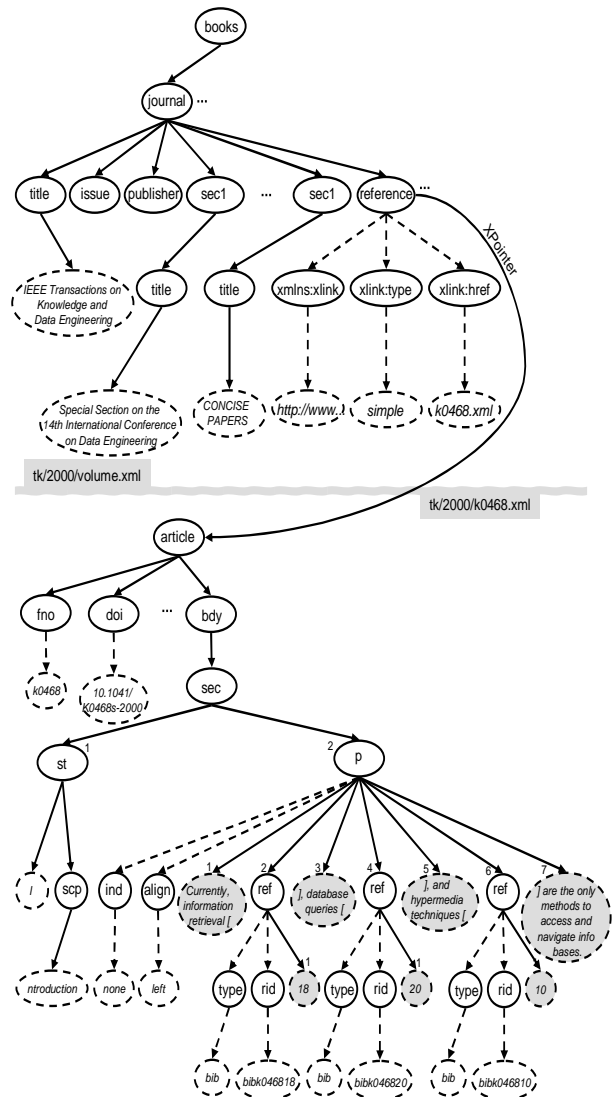 books
journal ...
title issue publisher sec1 ... sec1 reference ...
XPointer
IEEE Transactions on
Knowledge and
Data Engineering
title title xmlns:xlink xlink:type xlink:href
Special Section on the
14th International Conference
on Data Engineering
CONCISE
PAPERS
http://www... simple k0468.xml
tk/2000/volume.xml
tk/2000/k0468.xml
article
fno doi ... bdy
k0468
10.1041/
K0468s-2000
sec
1 2
st p
I scp ind align
1
Currently,
information
retrieval [
2
ref
3
], database
queries [
4
ref
5
], and
hypermedia
techniques [
6
ref
7
] are the only
methods to
access and
navigate info
bases.
ntroduction none left
type rid 1 18 type rid 1 20 type rid 10
bib bibk046818 bib bibk046820 bib bibk046810